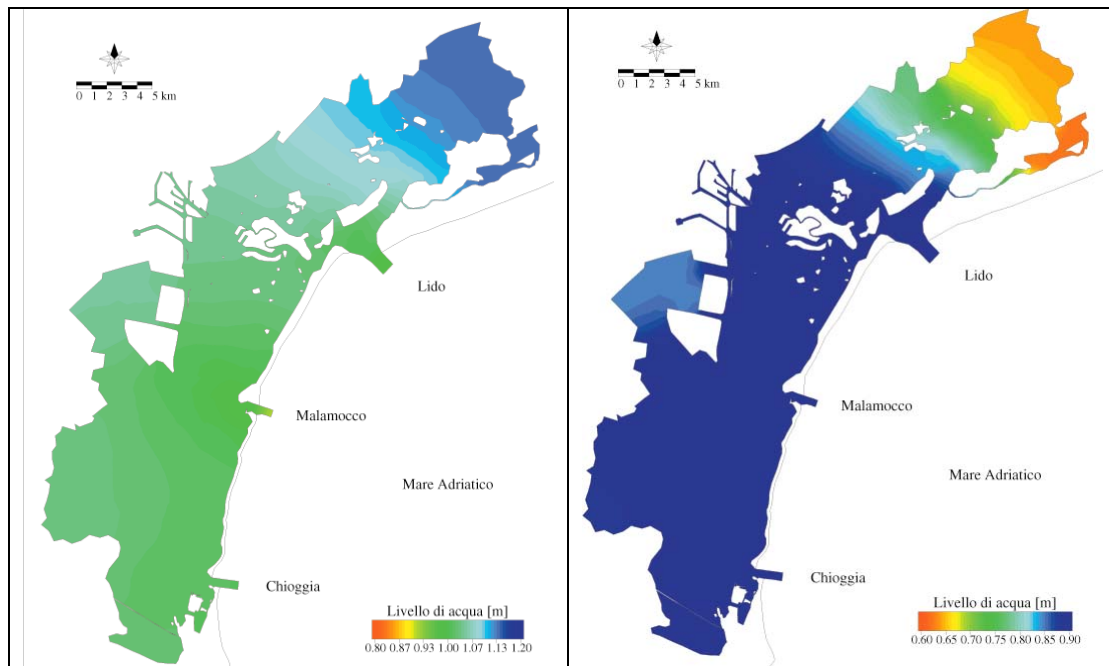 0 1 2 3 4 5 km
Lido
Malamocco
Mare Adriatico
Chioggia
Livello di acqua [m]
0.80 0.87 0.93 1.00 1.07 1.13 1.20
0 1 2 3 4 5 km
Lido
Malamocco
Mare Adriatico
Chioggia
Livello di acqua [m]
0.60 0.65 0.70 0.75 0.80 0.85 0.90